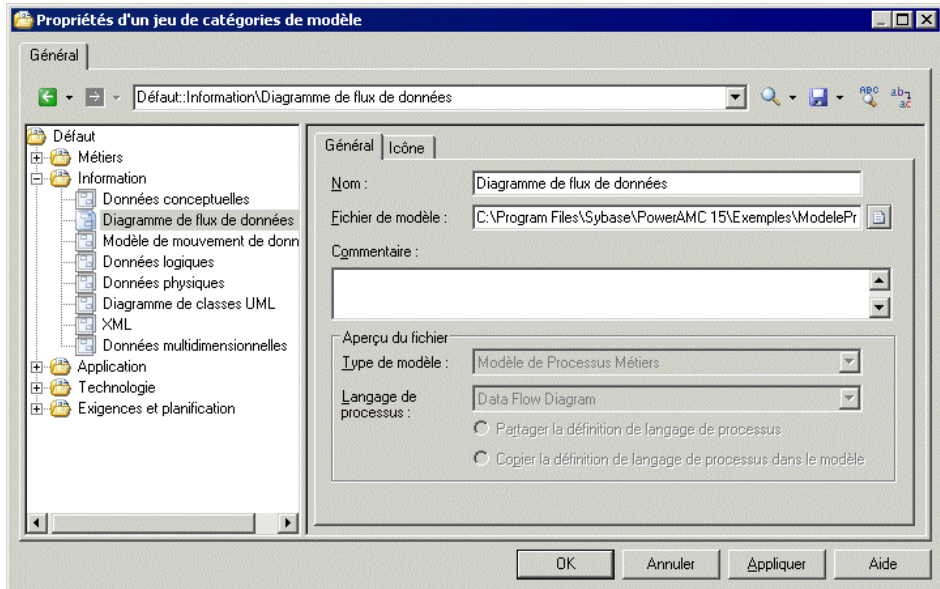 Propriétés d'un jeu de catégories de modèle
Général
Défaut::Information\Diagramme de flux de données
ABC
ab
ac
Défaut
Métiers
Information
Données conceptuelles
Diagramme de flux de données
Modèle de mouvement de donn
Données logiques
Données physiques
Diagramme de classes UML
XML
Données multidimensionnelles
Application
Technologie
Exigences et planification
Général
Icône
Nom :
Diagramme de flux de données
Fichier de modèle :
C:\Program Files\Sybase\PowerAMC 15\Exemples\ModelePr
Commentaire :
Aperçu du fichier
Type de modèle :
Modèle de Processus Métiers
Langage de
processus :
Data Flow Diagram
Partager la définition de langage de processus
Copier la définition de langage de processus dans le modèle
OK
Annuler
Appliquer
Aide